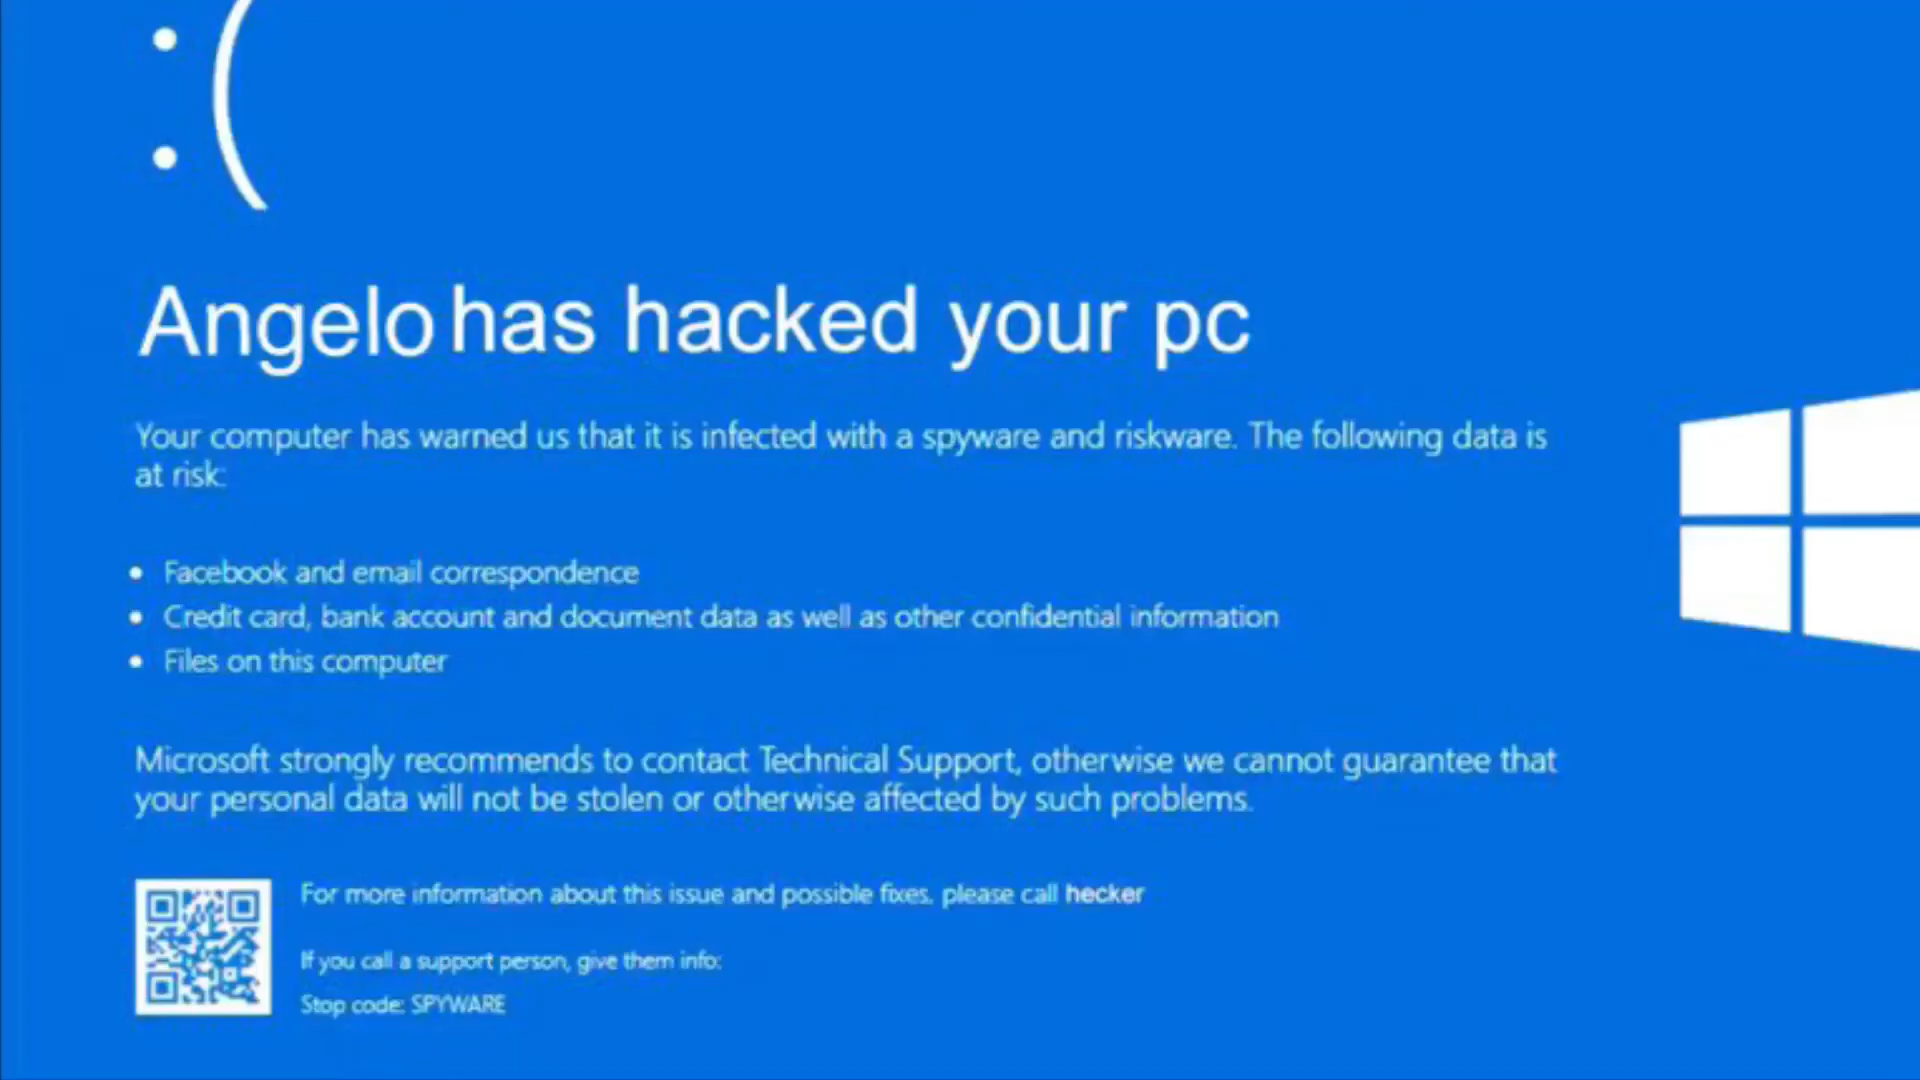 :(
Angelo has hacked your pc
Your computer has warned us that it is infected with a spyware and riskware. The following data is
at risk:
• Facebook and email correspondence
• Credit card, bank account and document data as well as other confidential information
• Files on this computer
Microsoft strongly recommends to contact Technical Support, otherwise we cannot guarantee that
your personal data will not be stolen or otherwise affected by such problems.
For more information about this issue and possible fixes, please call hecker
If you call a support person, give them info:
Stop code: SPYWARE